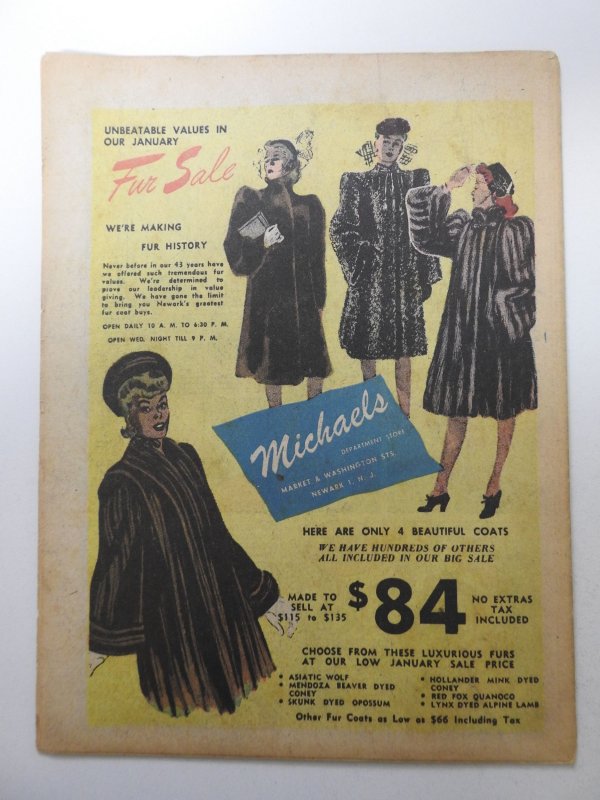 UNBEATABLE VALUES IN
OUR JANUARY
Fur Sale
WE'RE MAKING
FUR HISTORY
Never before in our 43 years have
we offered such tremendous fur
values. We're determined to
prove our leadership in value
giving. We have gone the limit
to bring you Newark's greatest
fur coat buys.
OPEN DAILY 10 A. M. TO 6:30 P. M.
OPEN WED. NIGHT TILL 9 P. M.
Michaels
DEPARTMENT STORE
MARKET & WASHINGTON STS.
NEWARK 1, N. J.
HERE ARE ONLY 4 BEAUTIFUL COATS
WE HAVE HUNDREDS OF OTHERS
ALL INCLUDED IN OUR BIG SALE
MADE TO
SELL AT
$115 to $135
$84
NO EXTRAS
TAX
INCLUDED
CHOOSE FROM THESE LUXURIOUS FURS
AT OUR LOW JANUARY SALE PRICE
• ASIATIC WOLF
• MENDOZA BEAVER DYED
CONEY
• SKUNK DYED OPOSSUM
• HOLLANDER MINK DYED
CONEY
• RED FOX QUANOCO
• LYNX DYED ALPINE LAMB
Other Fur Coats as Low as $66 Including Tax